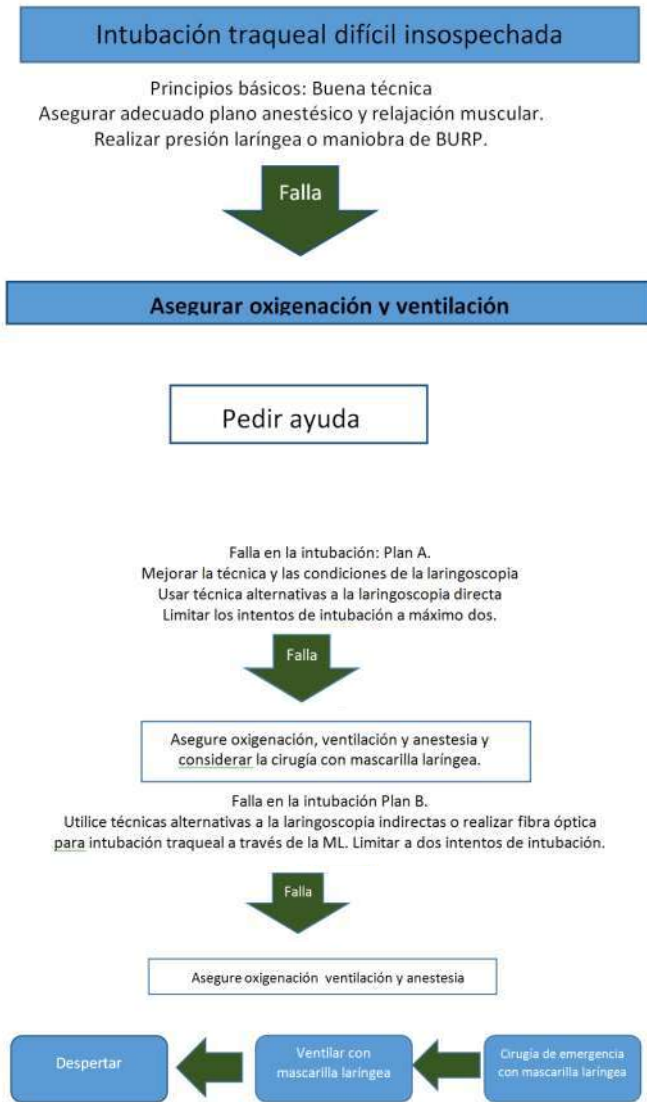 Intubación traqueal difícil insospechada
Principios básicos: Buena técnica
Asegurar adecuado plano anestésico y relajación muscular.
Realizar presión laríngea o maniobra de BURP.
Falla
Asegurar oxigenación y ventilación
Pedir ayuda
Falla en la intubación: Plan A.
Mejorar la técnica y las condiciones de la laringoscopia
Usar técnica alternativas a la laringoscopia directa
Limitar los intentos de intubación a máximo dos.
Falla
Asegure oxigenación, ventilación y anestesia y
considerar la cirugía con mascarilla laríngea.
Falla en la intubación Plan B.
Utilice técnicas alternativas a la laringoscopia indirectas o realizar fibra óptica
para intubación traqueal a través de la ML. Limitar a dos intentos de intubación.
Falla
Asegure oxigenación ventilación y anestesia
Despertar
Ventilar con
mascarilla laríngea
Cirugía de emergencia
con mascarilla laríngea